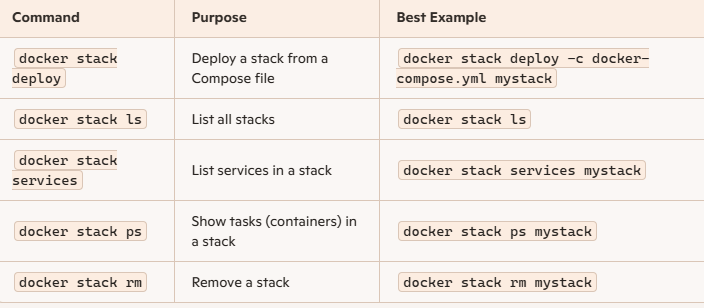 Command Purpose Best Example
docker stack deploy Deploy a stack from a Compose file docker stack deploy -c docker-compose.yml mystack
docker stack ls List all stacks docker stack ls
docker stack services List services in a stack docker stack services mystack
docker stack ps Show tasks (containers) in a stack docker stack ps mystack
docker stack rm Remove a stack docker stack rm mystack